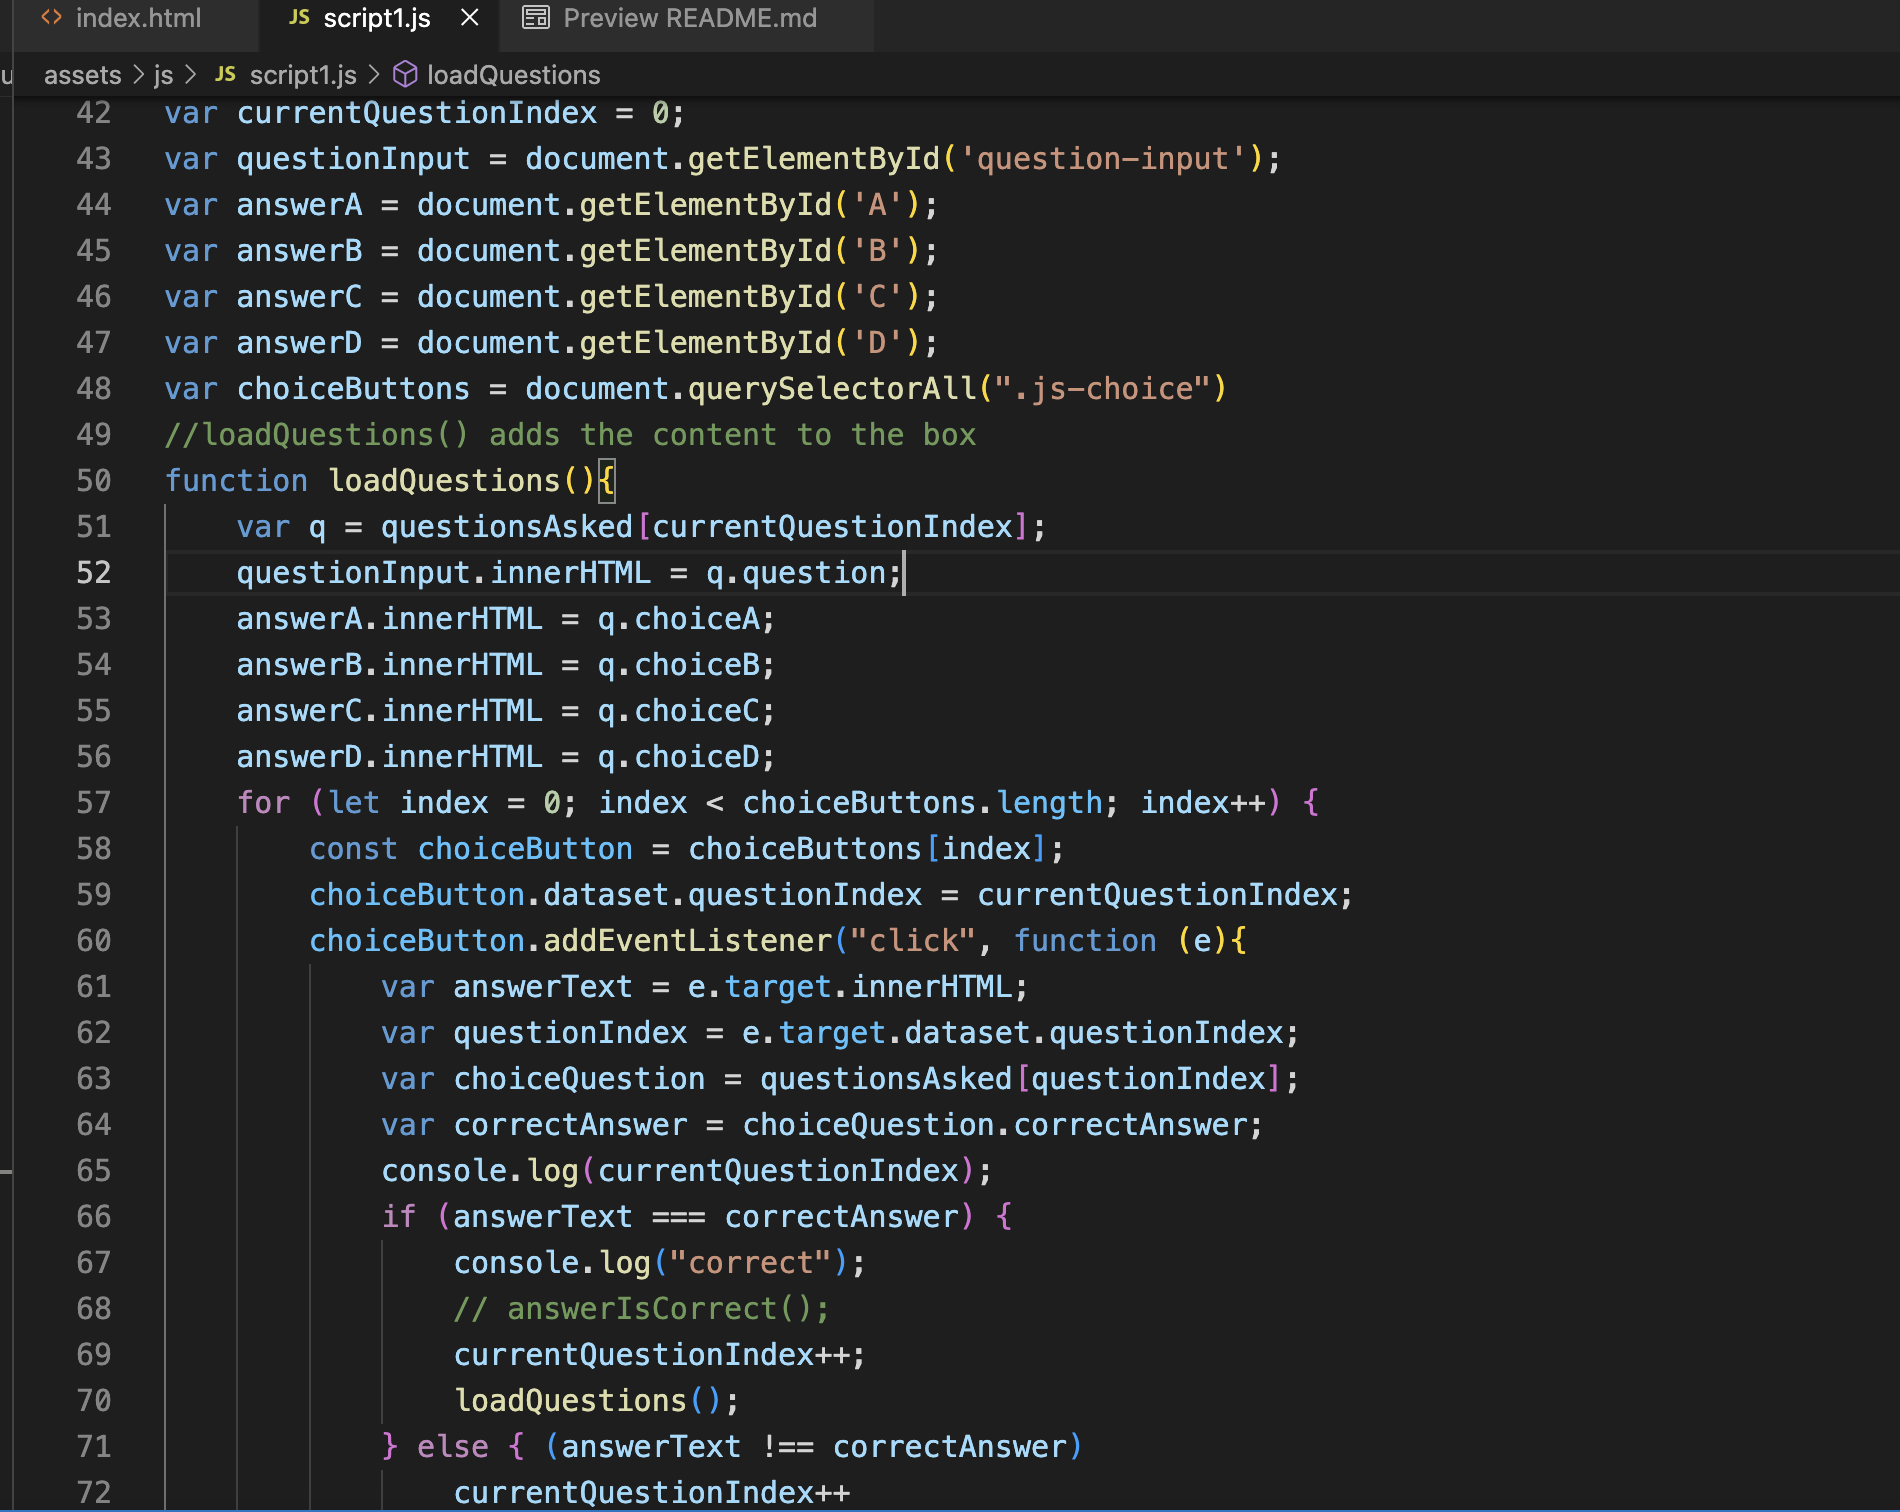 index.html JS script1.js × Preview README.md
assets > js > JS script1.js > loadQuestions
42 var currentQuestionIndex = 0;
43 var questionInput = document.getElementById('question-input');
44 var answerA = document.getElementById('A');
45 var answerB = document.getElementById('B');
46 var answerC = document.getElementById('C');
47 var answerD = document.getElementById('D');
48 var choiceButtons = document.querySelectorAll(".js-choice")
49 //loadQuestions() adds the content to the box
50 function loadQuestions(){
51 var q = questionsAsked[currentQuestionIndex];
52 questionInput.innerHTML = q.question;
53 answerA.innerHTML = q.choiceA;
54 answerB.innerHTML = q.choiceB;
55 answerC.innerHTML = q.choiceC;
56 answerD.innerHTML = q.choiceD;
57 for (let index = 0; index < choiceButtons.length; index++) {
58 const choiceButton = choiceButtons[index];
59 choiceButton.dataset.questionIndex = currentQuestionIndex;
60 choiceButton.addEventListener("click", function (e){
61 var answerText = e.target.innerHTML;
62 var questionIndex = e.target.dataset.questionIndex;
63 var choiceQuestion = questionsAsked[questionIndex];
64 var correctAnswer = choiceQuestion.correctAnswer;
65 console.log(currentQuestionIndex);
66 if (answerText === correctAnswer) {
67 console.log("correct");
68 // answerIsCorrect();
69 currentQuestionIndex++;
70 loadQuestions();
71 } else { (answerText !== correctAnswer)
72 currentQuestionIndex++